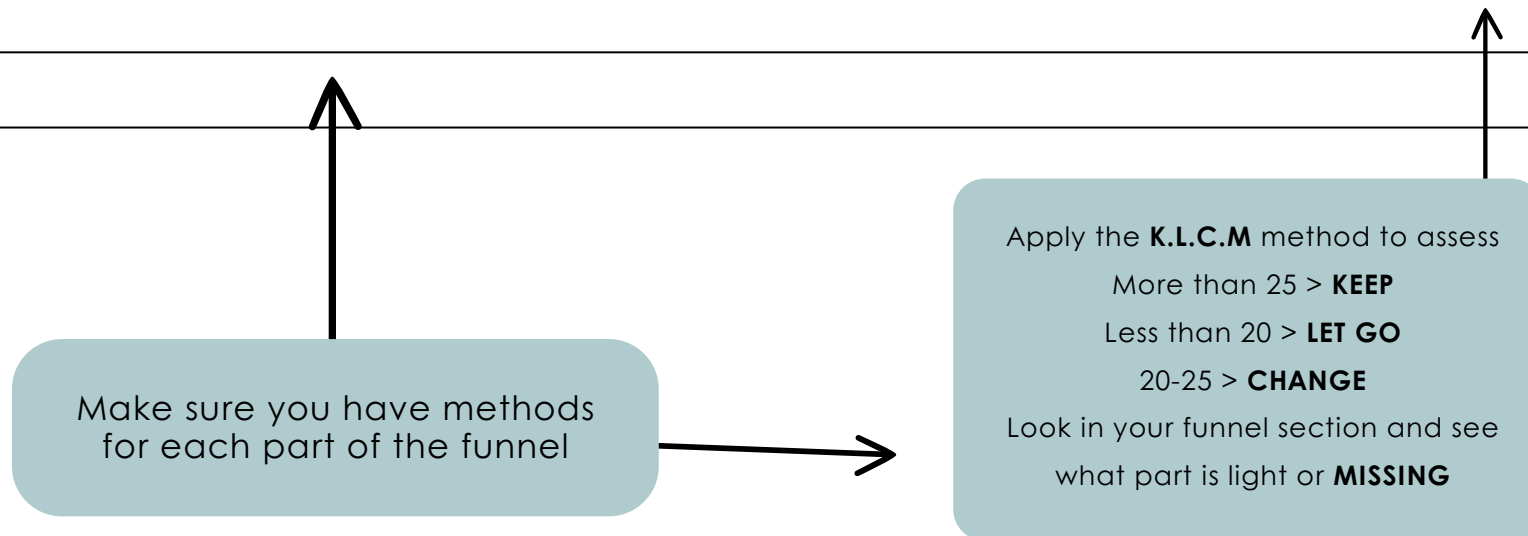 Make sure you have methods
for each part of the funnel
Apply the K.L.C.M method to assess
More than 25 > KEEP
Less than 20 > LET GO
20-25 > CHANGE
Look in your funnel section and see
what part is light or MISSING